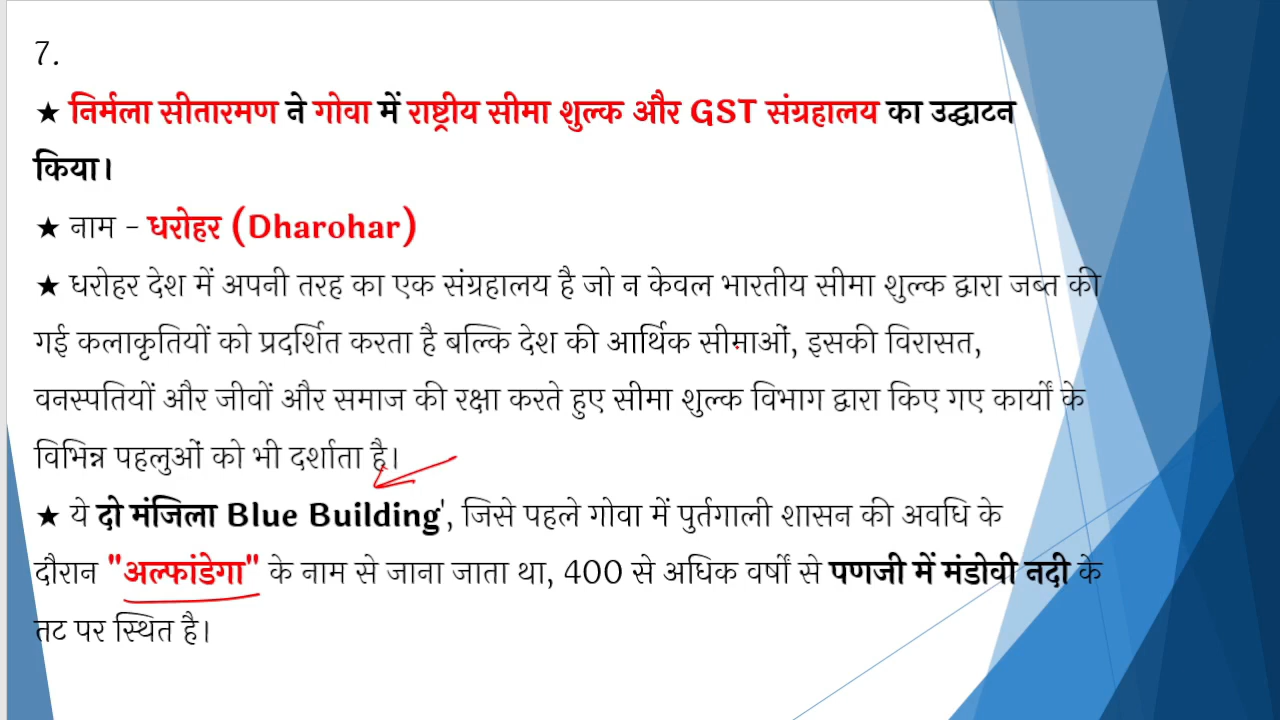 7.
★ निर्मला सीतारमण ने गोवा में राष्ट्रीय सीमा शुल्क और GST संग्रहालय का उद्घाटन
किया।
★ नाम - धरोहर (Dharohar)
★ धरोहर देश में अपनी तरह का एक संग्रहालय है जो न केवल भारतीय सीमा शुल्क द्वारा जब्त की
गई कलाकृतियों को प्रदर्शित करता है बल्कि देश की आर्थिक सीमाओं, इसकी विरासत,
वनस्पतियों और जीवों और समाज की रक्षा करते हुए सीमा शुल्क विभाग द्वारा किए गए कार्यों के
विभिन्न पहलुओं को भी दर्शाता है।
★ ये दो मंजिला Blue Building', जिसे पहले गोवा में पुर्तगाली शासन की अवधि के
दौरान "अल्फांडेगा" के नाम से जाना जाता था, 400 से अधिक वर्षों से पणजी में मंडोवी नदी के
तट पर स्थित है।